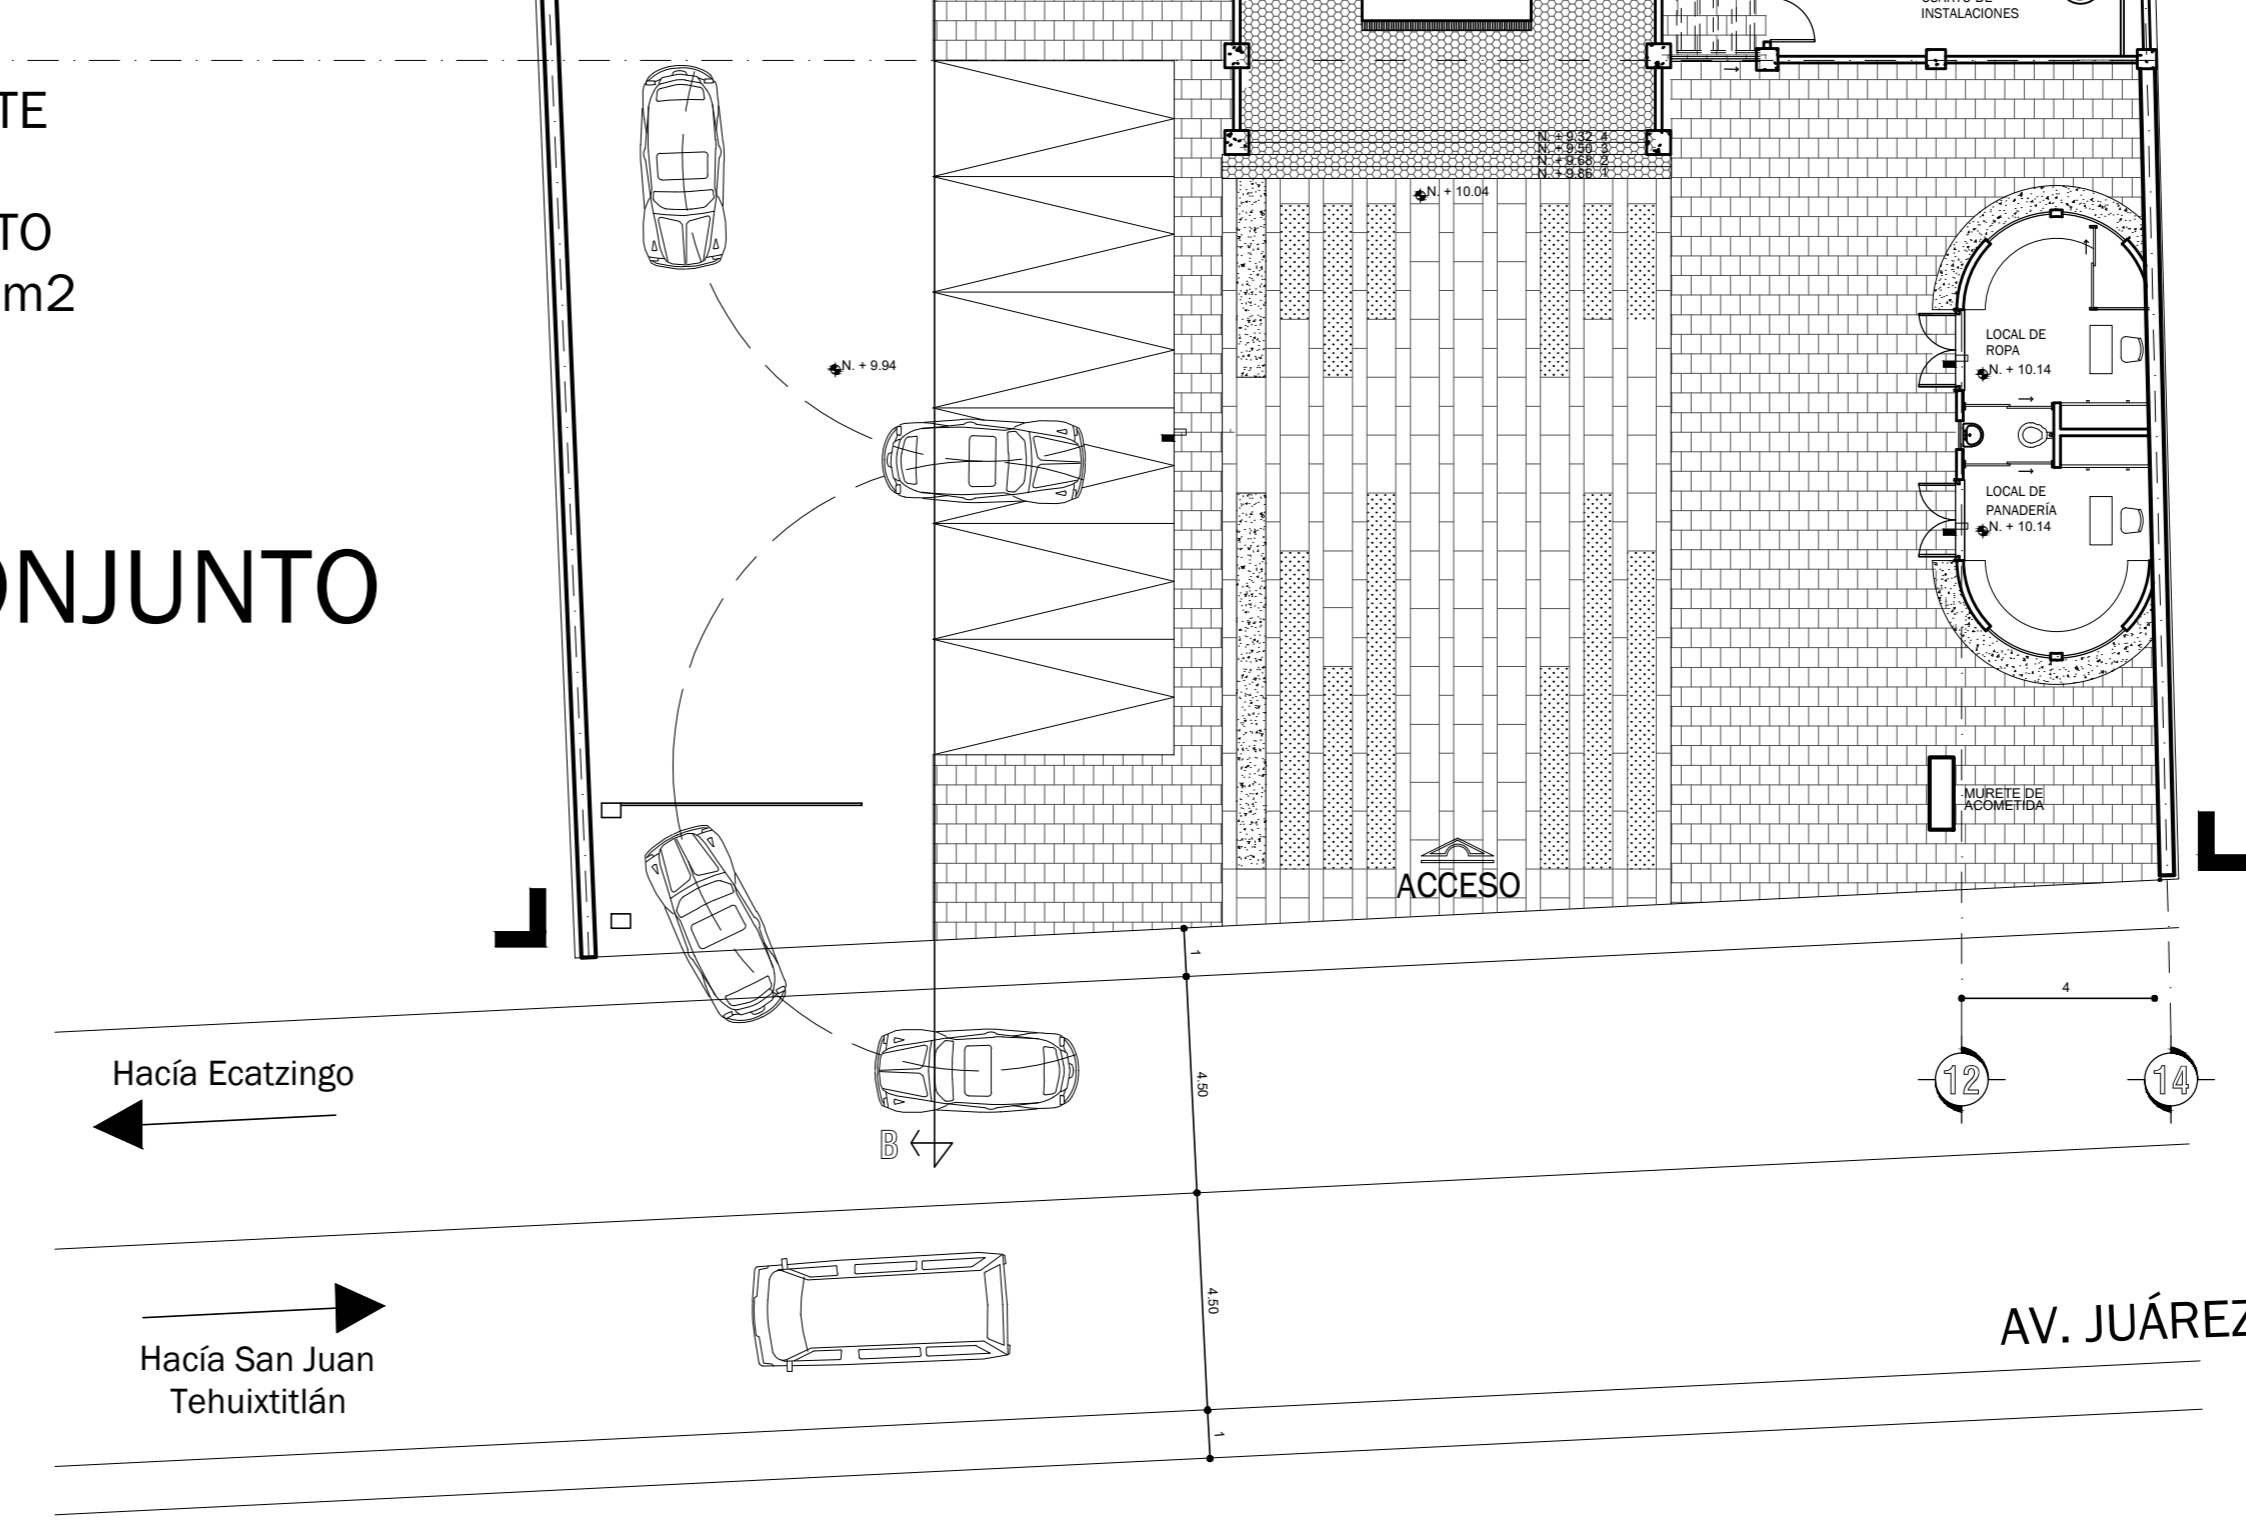 INSTALACIONES
TE
TO
m2
ONJUNTO
N. + 9.32 4
N. + 9.50 3
N. + 9.68 2
N. + 9.86 1
N. + 10.04
N. + 9.94
LOCAL DE
ROPA
N. + 10.14
LOCAL DE
PANADERÍA
N. + 10.14
MURETE DE
ACOMETIDA
ACCESO
1
4
12
14
4.50
Hacía Ecatzingo
B
4.50
Hacía San Juan
Tehuixtitlán
AV. JUÁREZ
1